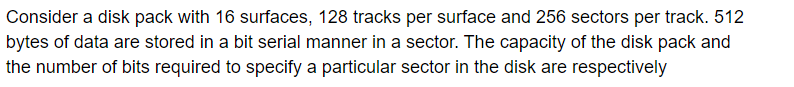 Consider a disk pack with 16 surfaces, 128 tracks per surface and 256 sectors per track. 512
bytes of data are stored in a bit serial manner in a sector. The capacity of the disk pack and
the number of bits required to specify a particular sector in the disk are respectively